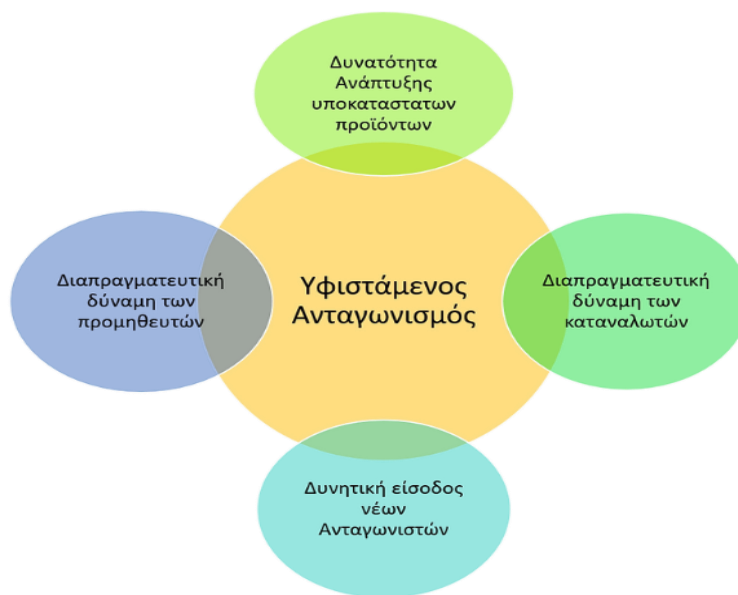 Δυνατότητα
Ανάπτυξης
υποκαταστατων
προϊόντων
Διαπραγματευτική
δύναμη των
προμηθευτών
Υφιστάμενος
Ανταγωνισμός
Διαπραγματευτική
δύναμη των
καταναλωτών
Δυνητική είσοδος
νέων
Ανταγωνιστών